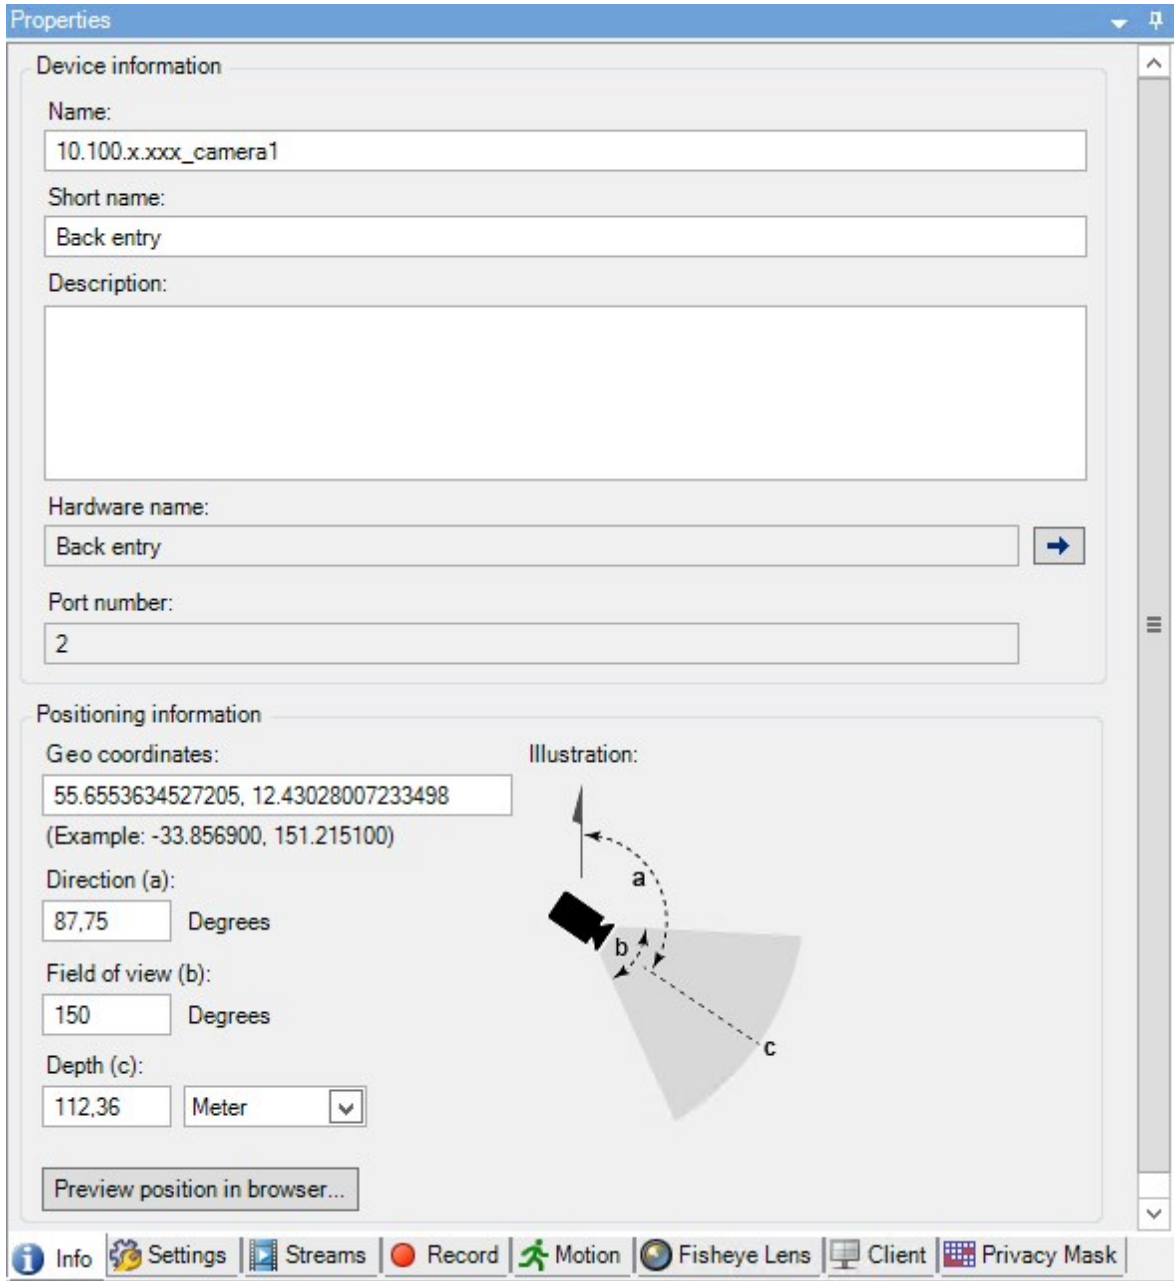 Properties
Device information
Name:
10.100.x.xxx_camera1
Short name:
Back entry
Description:
Hardware name:
Back entry
Port number:
2
Positioning information
Geo coordinates:
55.6553634527205, 12.43028007233498
(Example: -33.856900, 151.215100)
Direction (a):
87,75 Degrees
Field of view (b):
150 Degrees
Depth (c):
112,36 Meter
Illustration:
a
b
c
Preview position in browser...
Info Settings Streams Record Motion Fisheye Lens Client Privacy Mask